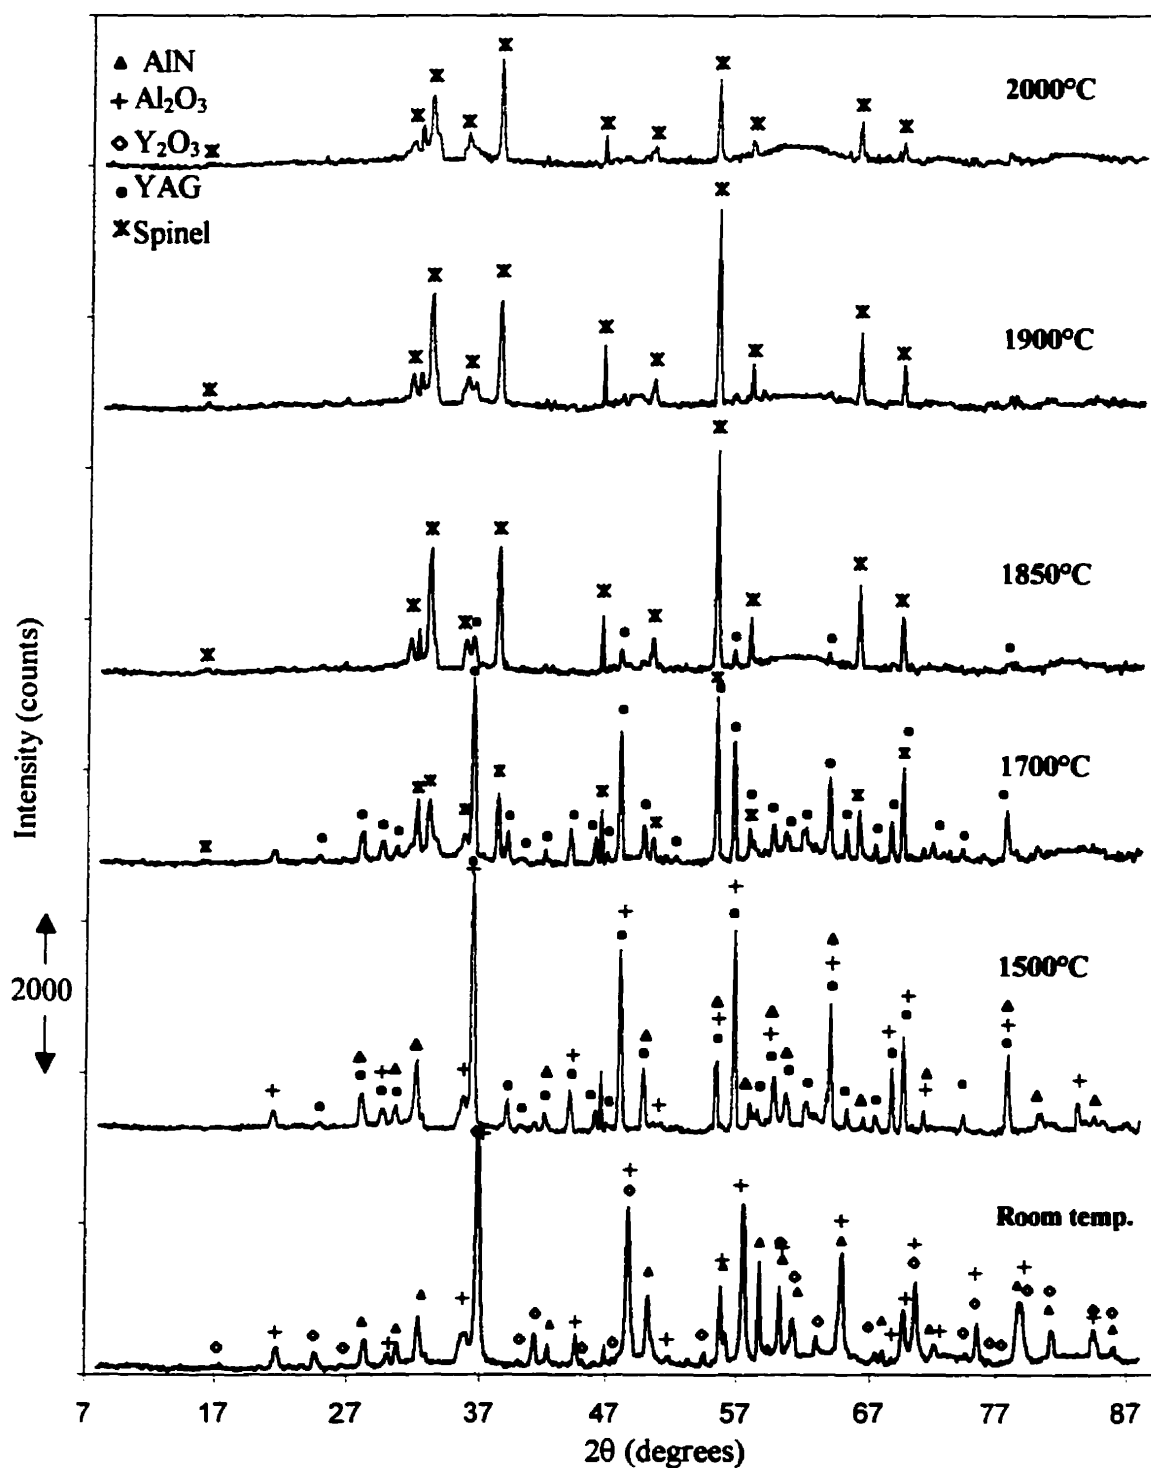 ▲ AlN
+ Al₂O₃
◇ Y₂O₃
● YAG
ж Spinel
2000°C
1900°C
1850°C
1700°C
1500°C
Room temp.
Intensity (counts)
2000
7 17 27 37 47 57 67 77 87
2θ (degrees)